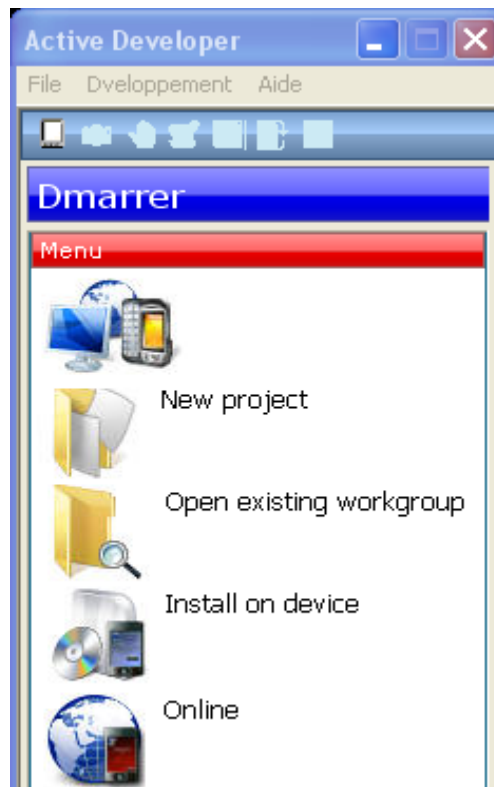 Active Developer
File Dveloppement Aide
Dmarrer
Menu
New project
Open existing workgroup
Install on device
Online